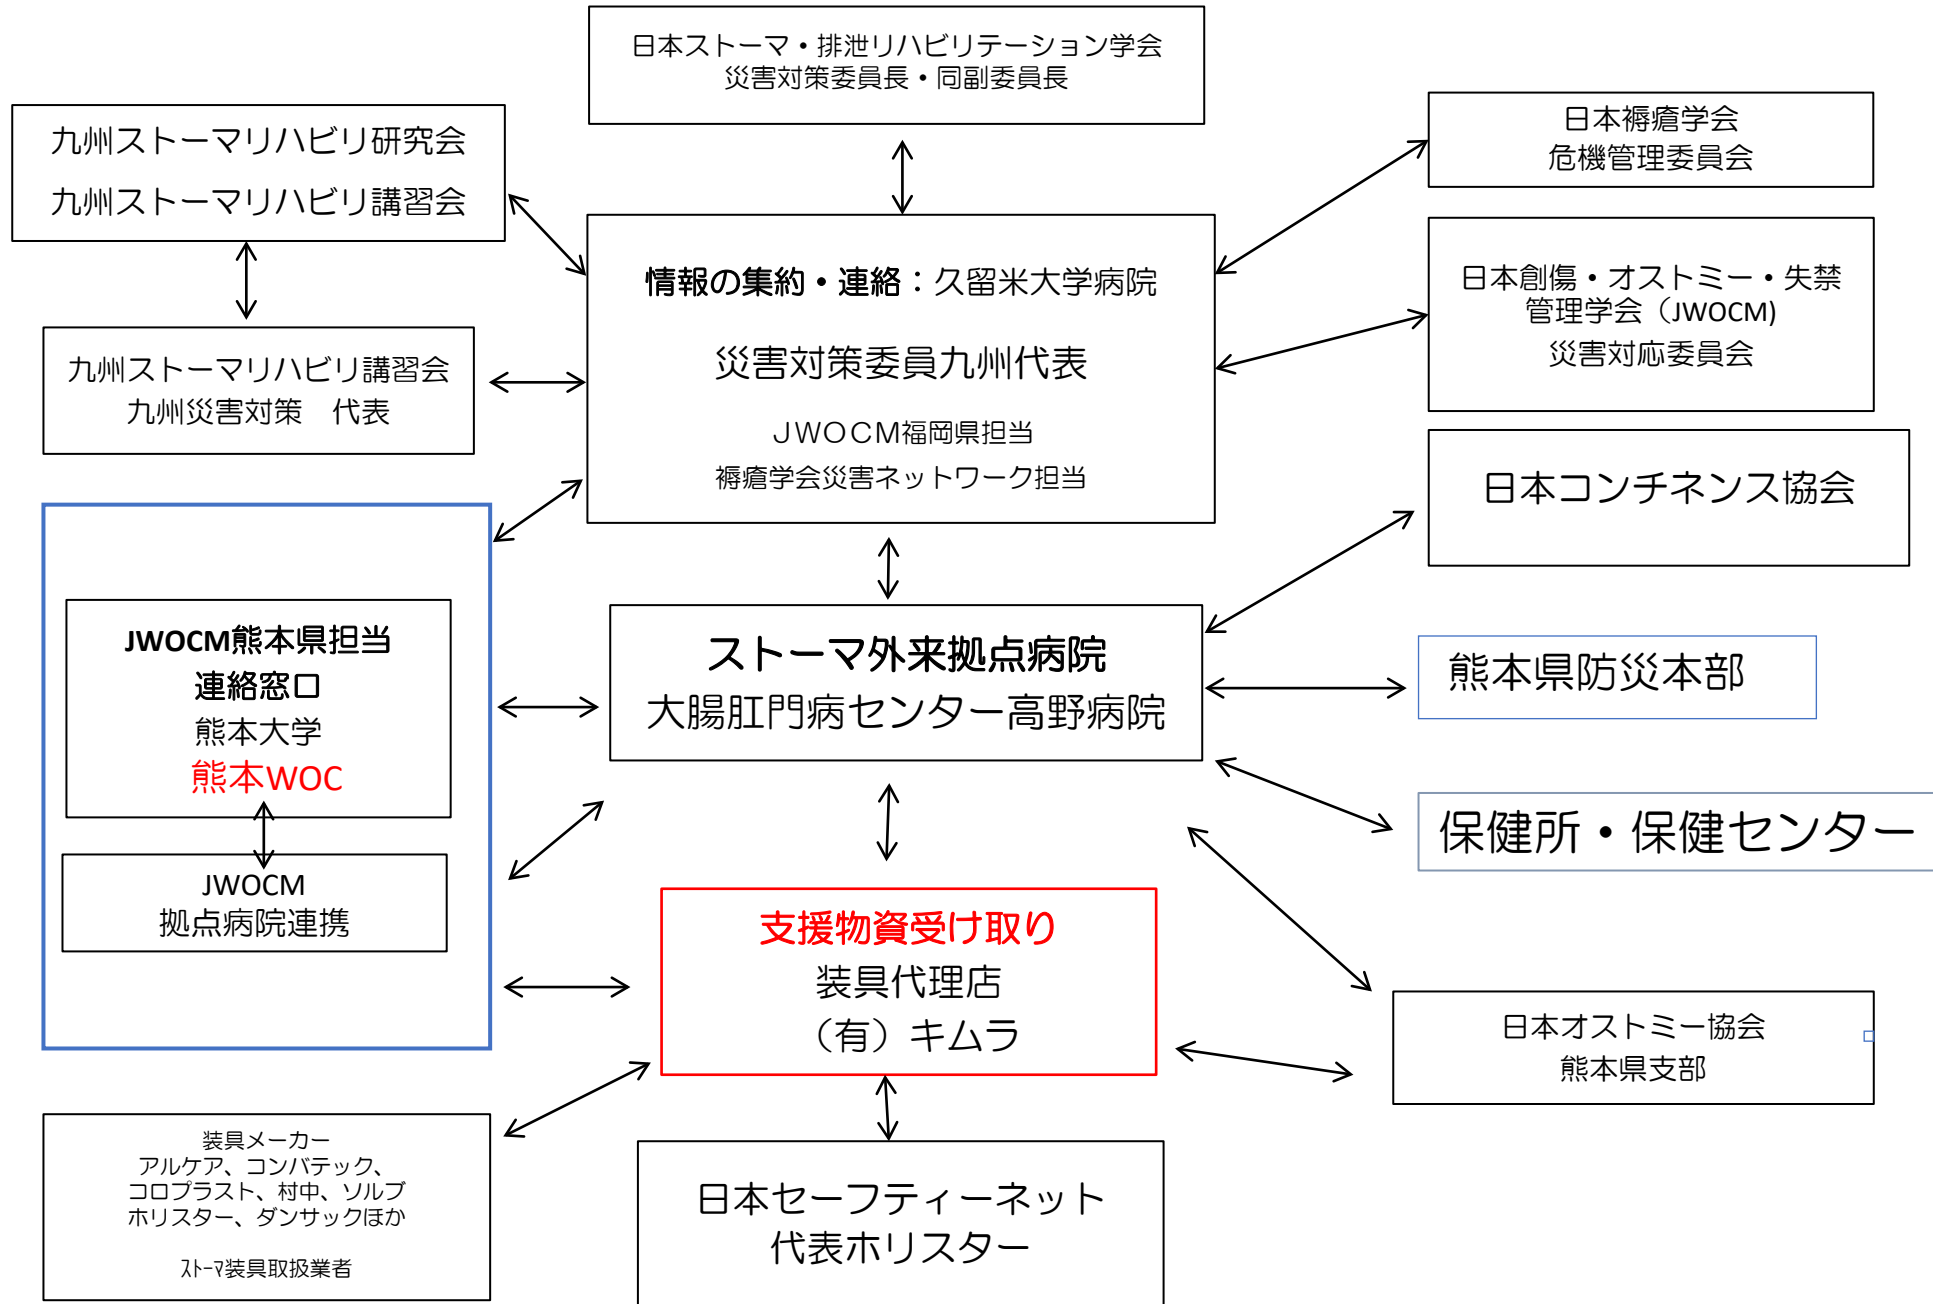 日本ストーマ・排泄リハビリテーション学会
災害対策委員長・同副委員長
九州ストーマリハビリ研究会
九州ストーマリハビリ講習会
日本褥瘡学会
危機管理委員会
情報の集約・連絡：久留米大学病院
災害対策委員九州代表
JWOCM福岡県担当
褥瘡学会災害ネットワーク担当
日本創傷・オストミー・失禁
管理学会（JWOCM)
災害対応委員会
九州ストーマリハビリ講習会
九州災害対策　代表
日本コンチネンス協会
JWOCM熊本県担当
連絡窓口
熊本大学
熊本WOC
ストーマ外来拠点病院
大腸肛門病センター高野病院
熊本県防災本部
保健所・保健センター
JWOCM
拠点病院連携
支援物資受け取り
装具代理店
（有）キムラ
日本オストミー協会
熊本県支部
装具メーカー
アルケア、コンバテック、
コロプラスト、村中、ソルブ
ホリスター、ダンサックほか
ｽﾄｰﾏ装具取扱業者
日本セーフティーネット
代表ホリスター